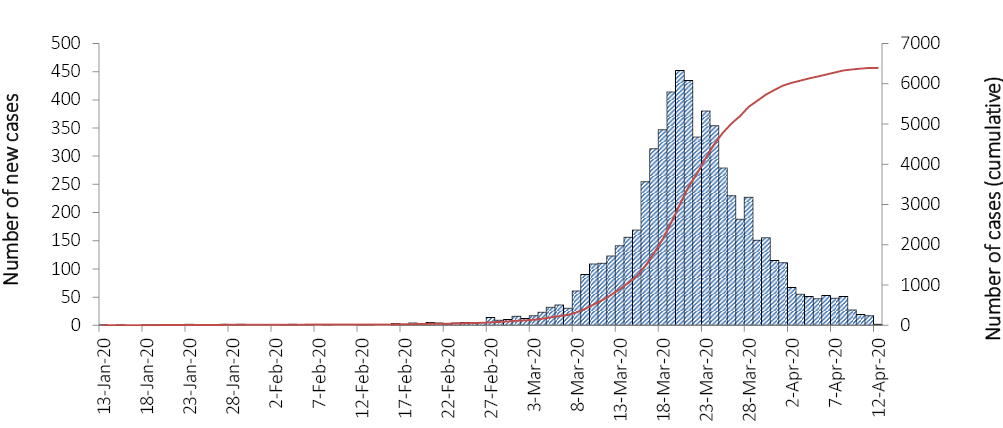 Number of new cases
500
450
400
350
300
250
200
150
100
50
0
7000
6000
5000
4000
3000
2000
1000
0
Number of cases (cumulative)
13-Jan-20
18-Jan-20
23-Jan-20
28-Jan-20
2-Feb-20
7-Feb-20
12-Feb-20
17-Feb-20
22-Feb-20
27-Feb-20
3-Mar-20
8-Mar-20
13-Mar-20
18-Mar-20
23-Mar-20
28-Mar-20
2-Apr-20
7-Apr-20
12-Apr-20